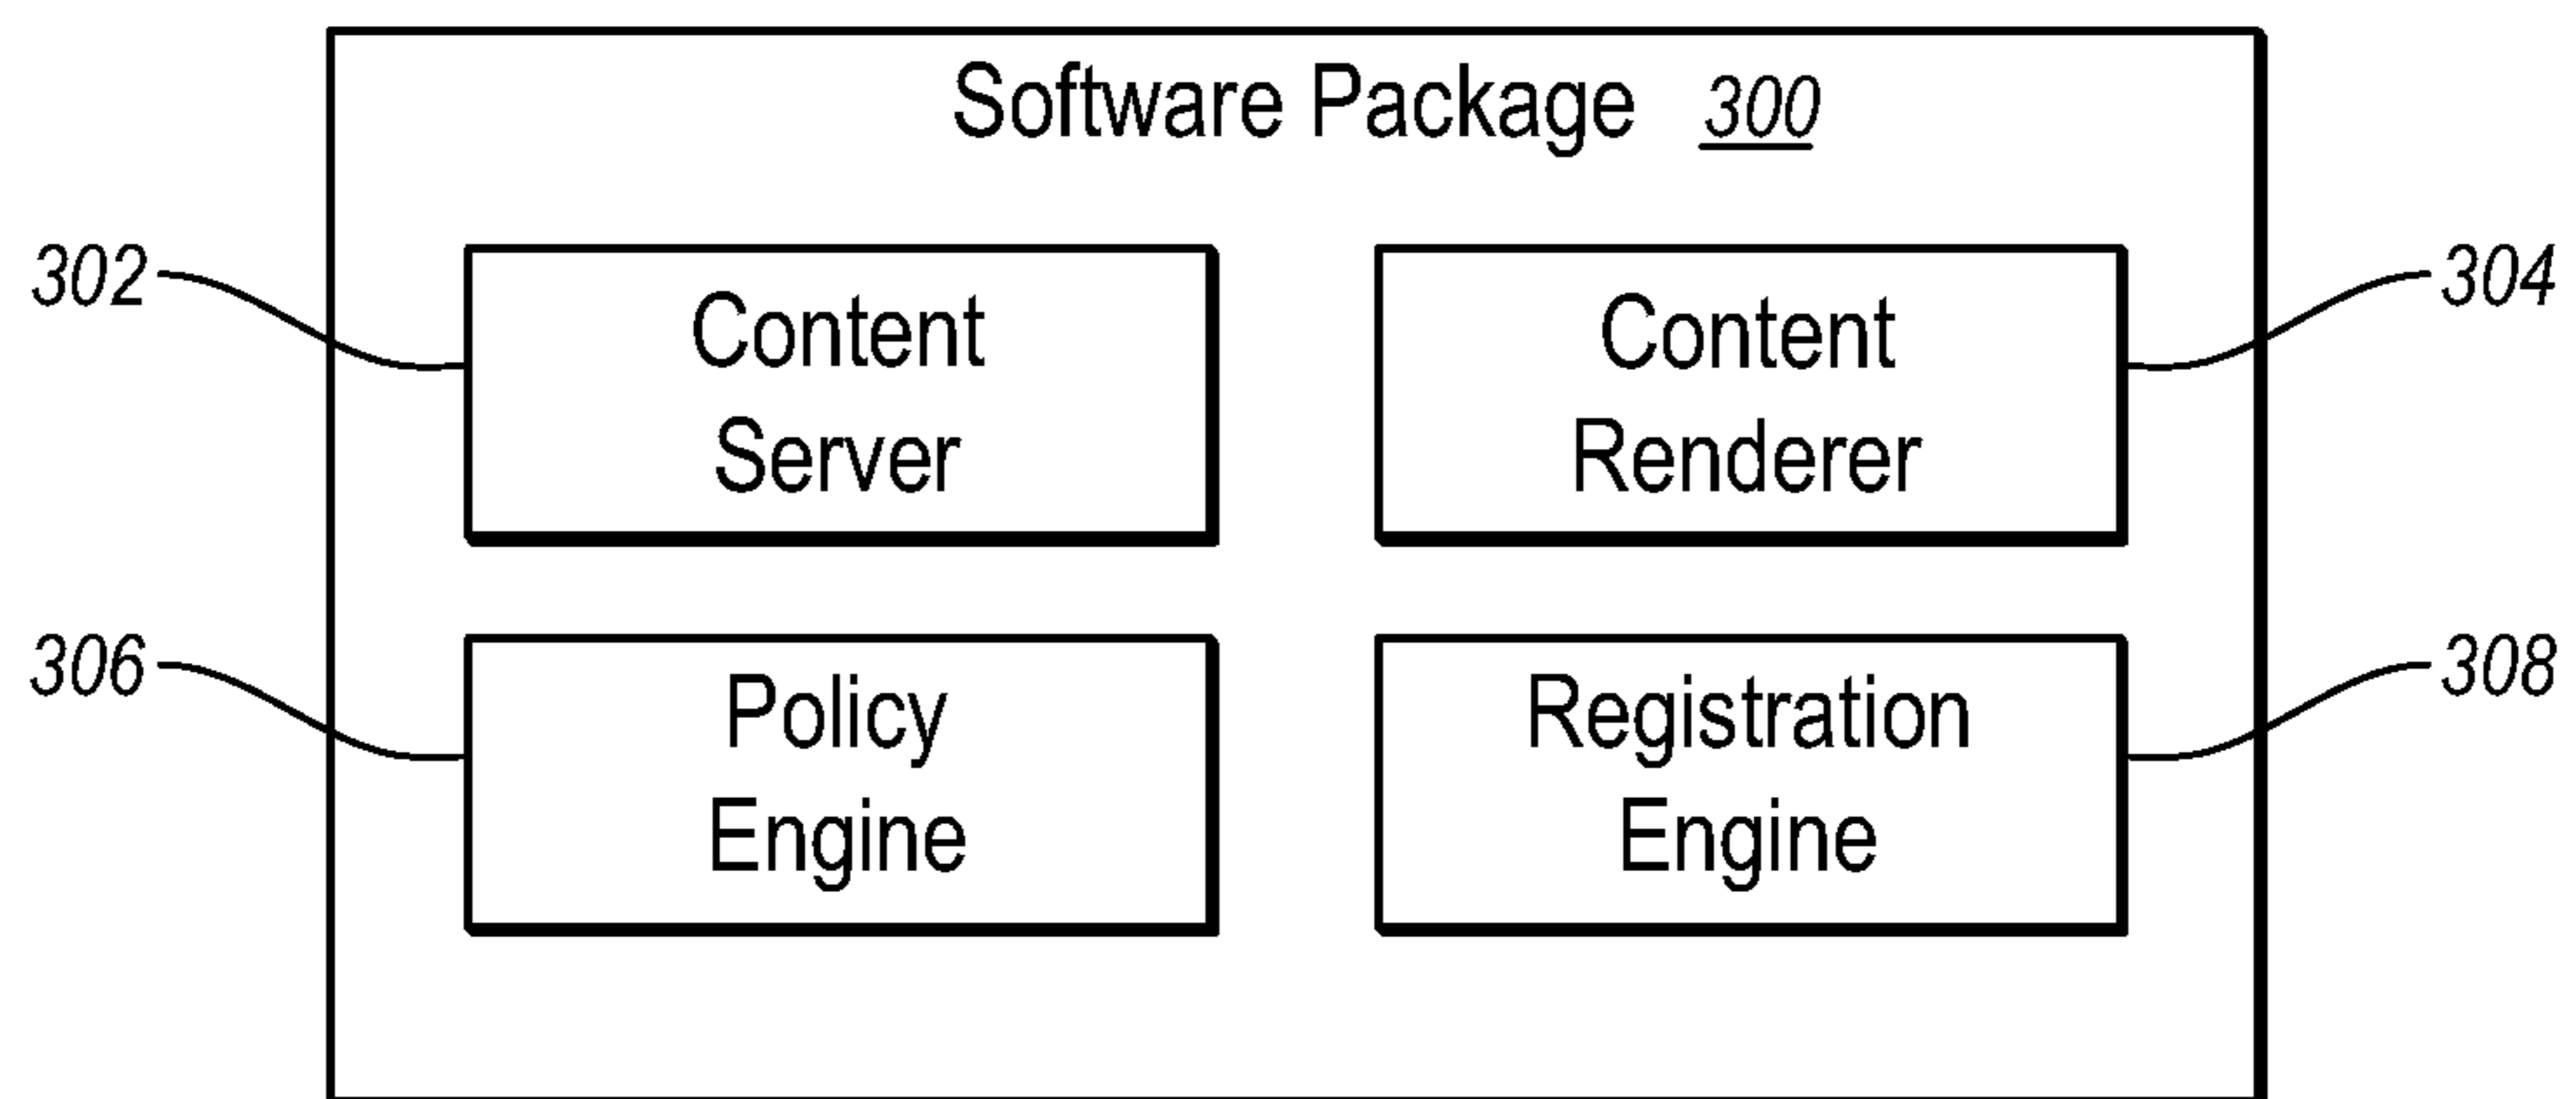 Software Package 300
302
Content
Server
Content
Renderer
304
306
Policy
Engine
Registration
Engine
308